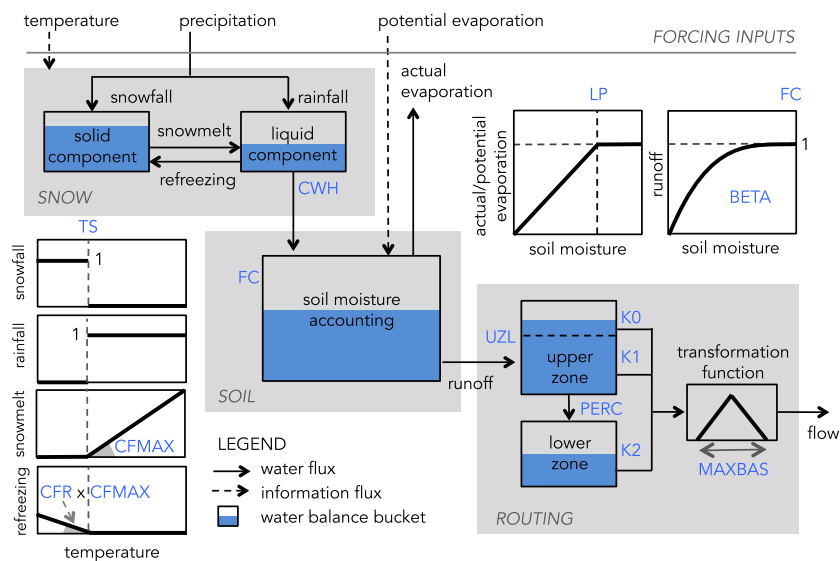 temperature
precipitation
potential evaporation
FORCING INPUTS
actual
evaporation
snowfall
rainfall
solid
component
snowmelt
refreezing
liquid
component
CWH
SNOW
LP
actual/potential
evaporation
soil moisture
FC
runoff
1
BETA
soil moisture
TS
snowfall
1
rainfall
1
snowmelt
CFMAX
refreezing
CFR x CFMAX
temperature
FC
soil moisture
accounting
SOIL
runoff
UZL
K0
K1
upper
zone
PERC
lower
zone
K2
transformation
function
MAXBAS
flow
ROUTING
LEGEND
water flux
information flux
water balance bucket